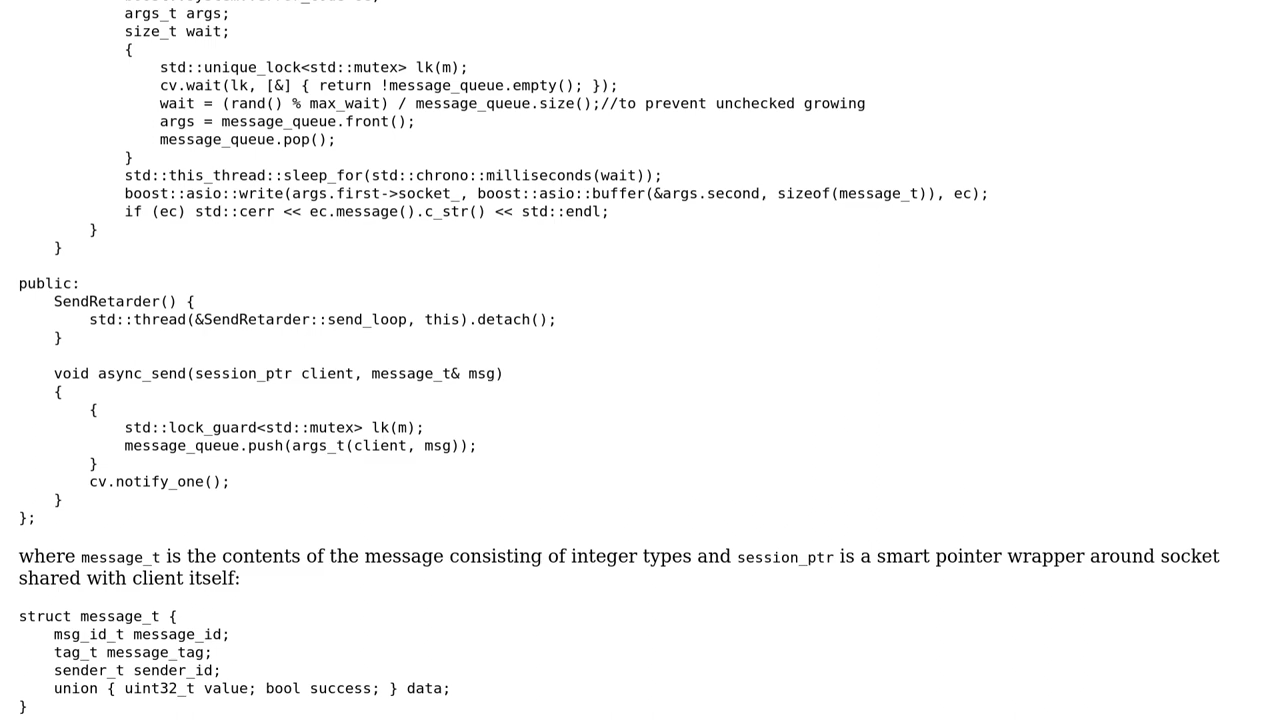 args_t args;
size_t wait;
{
std::unique_lock<std::mutex> lk(m);
cv.wait(lk, [&] { return !message_queue.empty(); });
wait = (rand() % max_wait) / message_queue.size();//to prevent unchecked growing
args = message_queue.front();
message_queue.pop();
}
std::this_thread::sleep_for(std::chrono::milliseconds(wait));
boost::asio::write(args.first->socket_, boost::asio::buffer(&args.second, sizeof(message_t)), ec);
if (ec) std::cerr << ec.message().c_str() << std::endl;
}
}
public:
SendRetarder() {
std::thread(&SendRetarder::send_loop, this).detach();
}
void async_send(session_ptr client, message_t& msg)
{
{
std::lock_guard<std::mutex> lk(m);
message_queue.push(args_t(client, msg));
}
cv.notify_one();
}
};
where message_t is the contents of the message consisting of integer types and session_ptr is a smart pointer wrapper around socket
shared with client itself:
struct message_t {
msg_id_t message_id;
tag_t message_tag;
sender_t sender_id;
union { uint32_t value; bool success; } data;
}